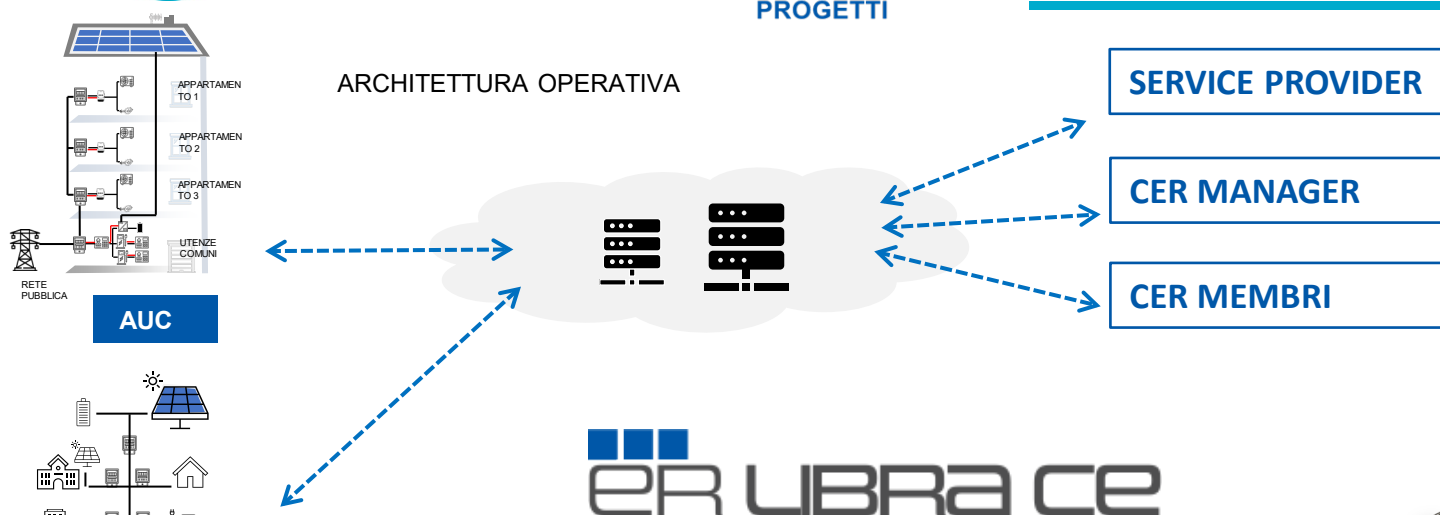 PROGETTI
ARCHITETTURA OPERATIVA
APPARTAMEN
TO 1
APPARTAMEN
TO 2
APPARTAMEN
TO 3
UTENZE
COMUNI
RETE
PUBBLICA
AUC
SERVICE PROVIDER
CER MANAGER
CER MEMBRI
ER LIBRA CE